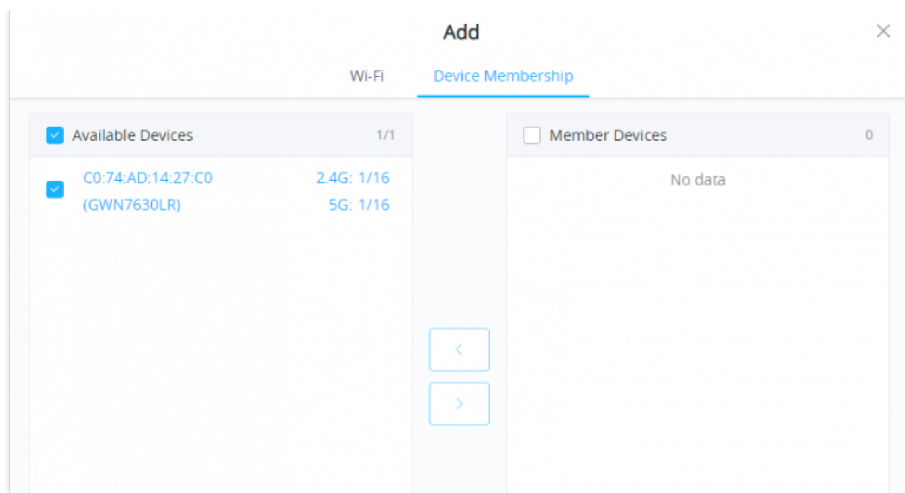 Add
Wi-Fi Device Membership
Available Devices 1/1
C0:74:AD:14:27:C0 2.4G: 1/16
(GWN7630LR) 5G: 1/16
Member Devices 0
No data